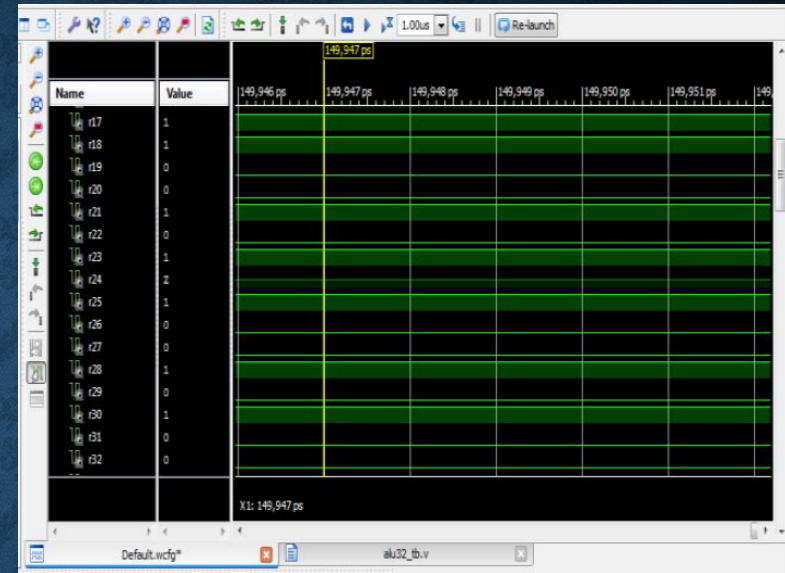 1.00us Re-launch
149,947 ps
Name Value 149,946 ps 149,947 ps 149,948 ps 149,949 ps 149,950 ps 149,951 ps 149,
r17 1
r18 1
r19 0
r20 0
r21 1
r22 0
r23 1
r24 Z
r25 1
r26 0
r27 0
r28 1
r29 0
r30 1
r31 0
r32 0
X1: 149,947 ps
Default.wcfg* alu32_tb.v